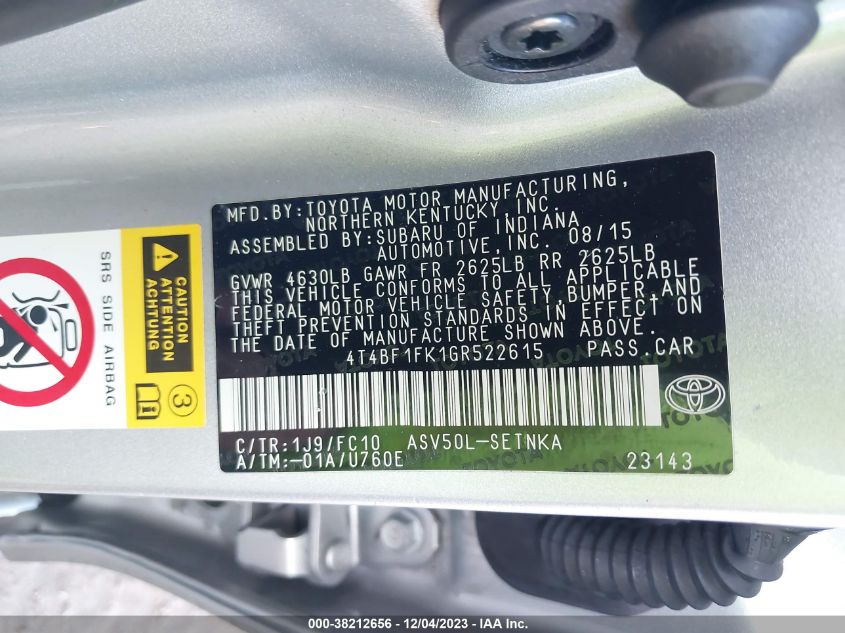 MFD.BY:TOYOTA MOTOR MANUFACTURING,
NORTHERN KENTUCKY,INC.
ASSEMBLED BY:SUBARU OF INDIANA
AUTOMOTIVE,INC. 08/15
GVWR 4630LB GAWR FR 2625LB RR 2625LB
THIS VEHICLE CONFORMS TO ALL APPLICABLE
FEDERAL MOTOR VEHICLE SAFETY,BUMPER,AND
THEFT PREVENTION STANDARDS IN EFFECT ON
THE DATE OF MANUFACTURE SHOWN ABOVE.
4T4BF1FK1GR522615 PASS.CAR
C/TR:1J9/FC10 ASV50L-SETNKA
A/TM:-01A/U760E 23143
SRS SIDE AIRBAG
CAUTION
ATTENTION
ACHTUNG
3
000-38212656 - 12/04/2023 - IAA Inc.